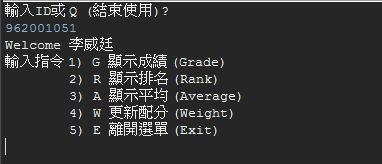 輸入ID或 Q (結束使用)?
962001051
Welcome 李威廷
輸入指令 1) G 顯示成績 (Grade)
2) R 顯示排名 (Rank)
3) A 顯示平均 (Average)
4) W 更新配分 (Weight)
5) E 離開選單 (Exit)